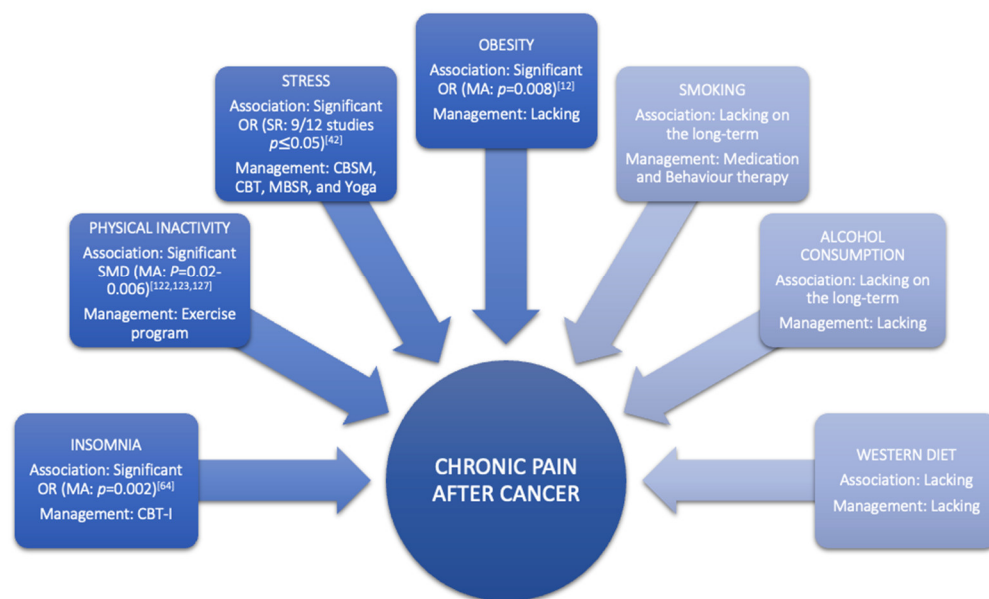 OBESITY
Association: Significant
OR (MA: p=0.008)[12]
Management: Lacking
STRESS
Association: Significant
OR (SR: 9/12 studies
p≤0.05)[42]
Management: CBSM,
CBT, MBSR, and Yoga
SMOKING
Association: Lacking on
the long-term
Management: Medication
and Behaviour therapy
PHYSICAL INACTIVITY
Association: Significant
SMD (MA: P=0.02-
0.006)[122,123,127]
Management: Exercise
program
ALCOHOL
CONSUMPTION
Association: Lacking on
the long-term
Management: Lacking
INSOMNIA
Association: Significant
OR (MA: p=0.002)[64]
Management: CBT-I
CHRONIC PAIN
AFTER CANCER
WESTERN DIET
Association: Lacking
Management: Lacking